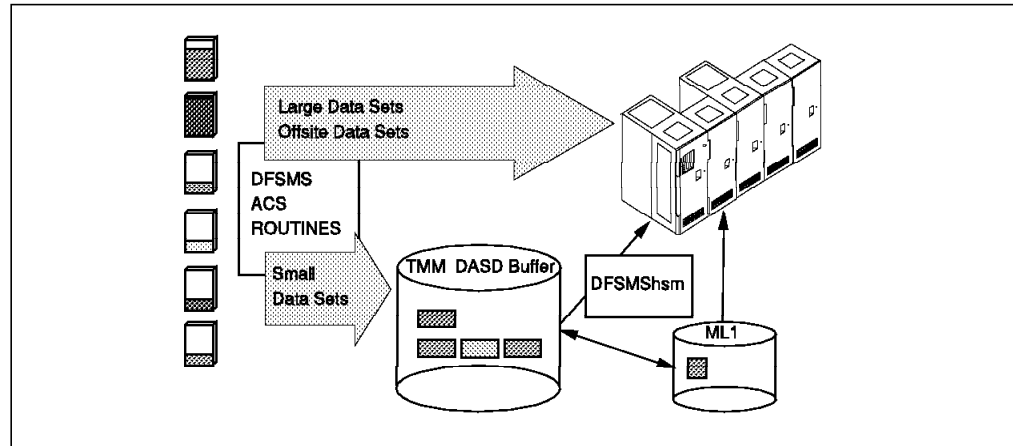 Large Data Sets
Offsite Data Sets
DFSMS
ACS
ROUTINES
Small
Data Sets
TMM DASD Buffer
DFSMShsm
ML1